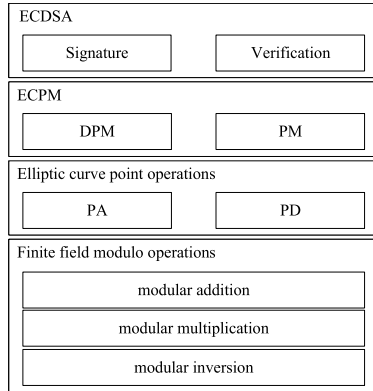 ECDSA
Signature Verification
ECPM
DPM PM
Elliptic curve point operations
PA PD
Finite field modulo operations
modular addition
modular multiplication
modular inversion